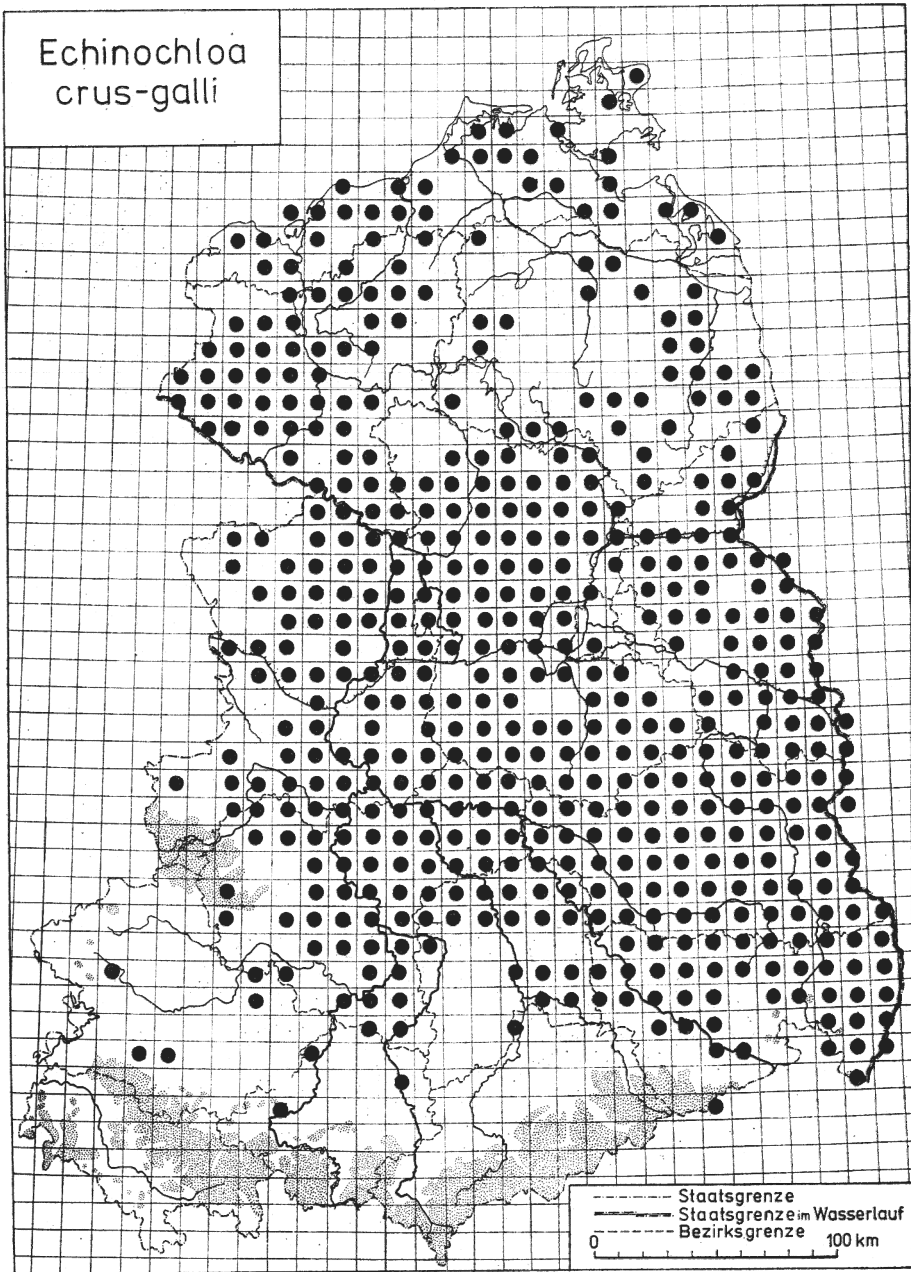 Echinochloa
crus-galli
Staatsgrenze
Staatsgrenze im Wasserlauf
Bezirksgrenze
0 100 km